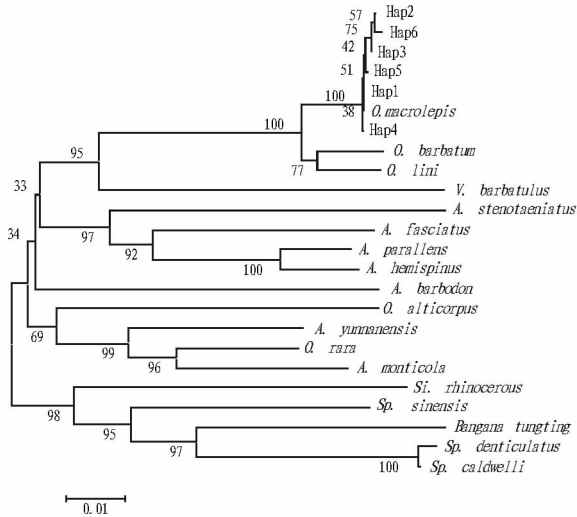 57
Hap2
75
Hap6
42
Hap3
51
Hap5
100
Hap1
38
O.macrolepis
Hap4
100
O. barbatum
77
O. lini
95
V. barbatulus
33
A. stenotaeniatus
97
A. fasciatus
92
A. parallens
100
A. hemispinus
34
A. barbodon
O. alticorpus
69
A. yunnanensis
99
O. rara
96
A. monticola
Si. rhinocerous
98
Sp. sinensis
95
Bangana tungting
97
Sp. denticulatus
100
Sp. caldwelli
0.01